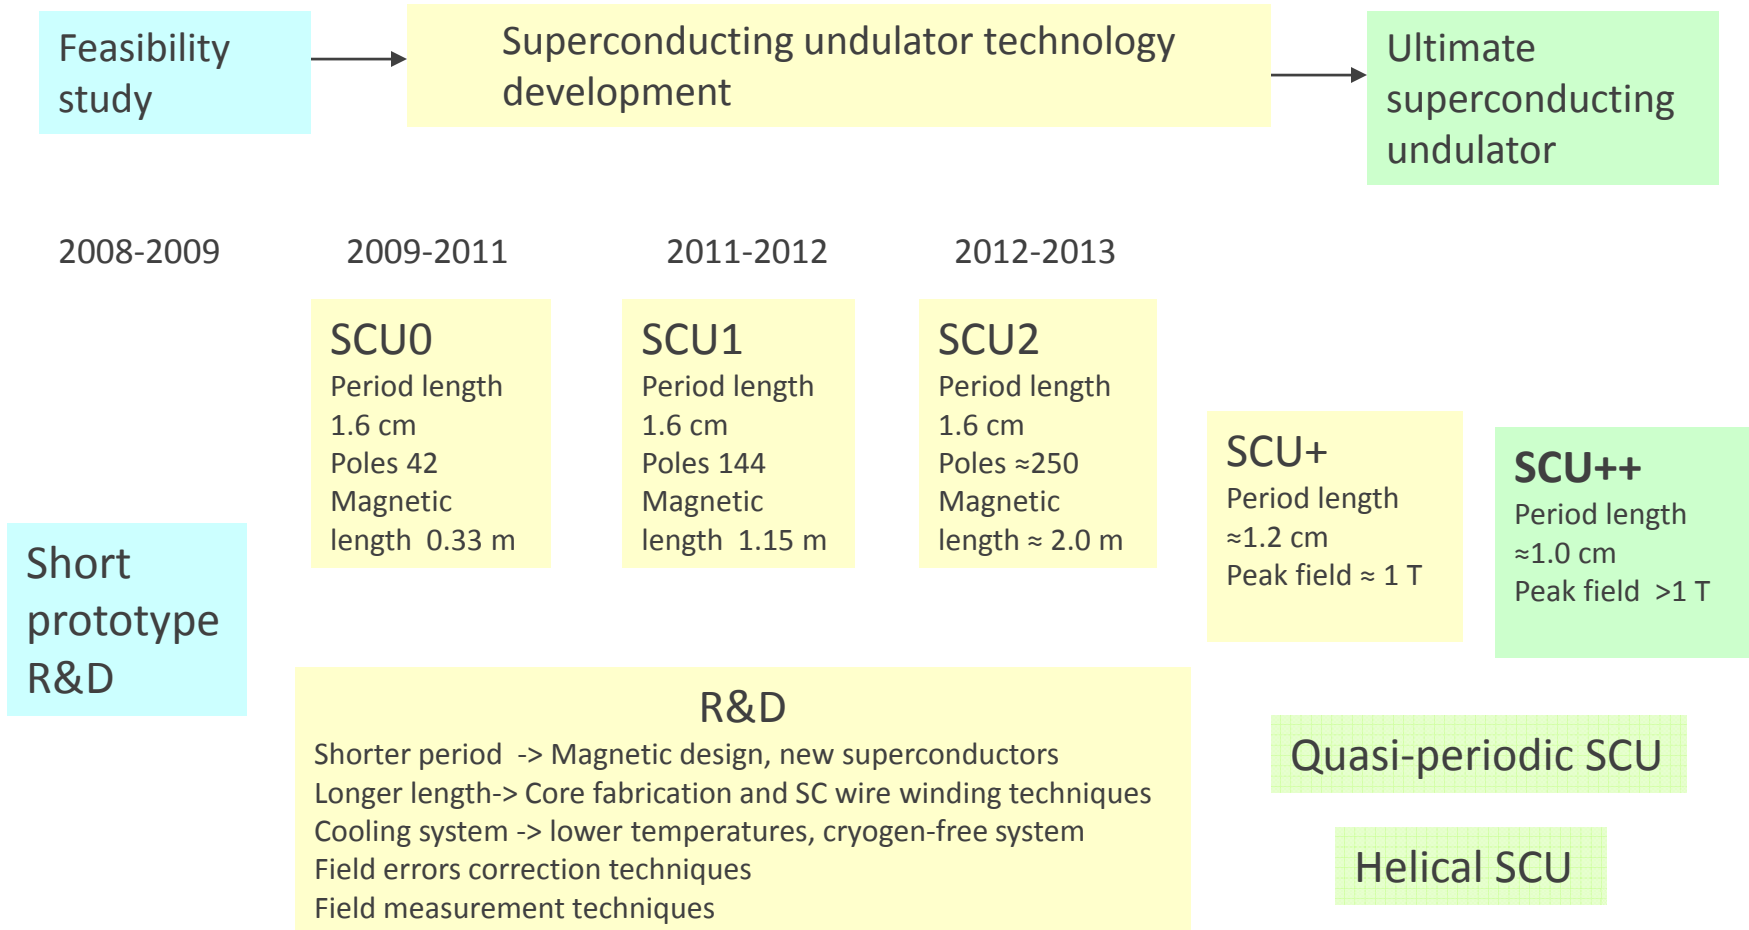 Feasibility
study
Superconducting undulator technology
development
Ultimate
superconducting
undulator
2008-2009
2009-2011
2011-2012
2012-2013
SCU0
Period length
1.6 cm
Poles 42
Magnetic
length 0.33 m
SCU1
Period length
1.6 cm
Poles 144
Magnetic
length 1.15 m
SCU2
Period length
1.6 cm
Poles ≈250
Magnetic
length ≈ 2.0 m
SCU+
Period length
≈1.2 cm
Peak field ≈ 1 T
SCU++
Period length
≈1.0 cm
Peak field >1 T
Short
prototype
R&D
R&D
Shorter period -> Magnetic design, new superconductors
Longer length-> Core fabrication and SC wire winding techniques
Cooling system -> lower temperatures, cryogen-free system
Field errors correction techniques
Field measurement techniques
Quasi-periodic SCU
Helical SCU